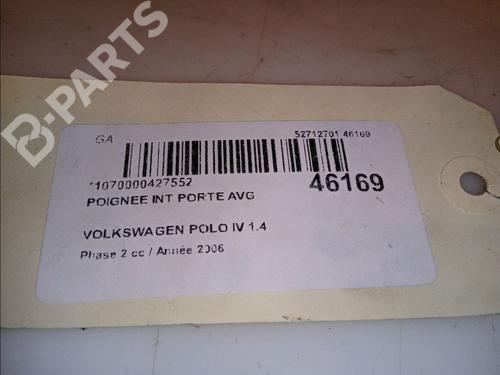 B-PARTS
GA
52712701 46169
*1070000427552
46169
POIGNEE INT PORTE AVG
VOLKSWAGEN POLO IV 1.4
Phase 2 cc / Année 2006